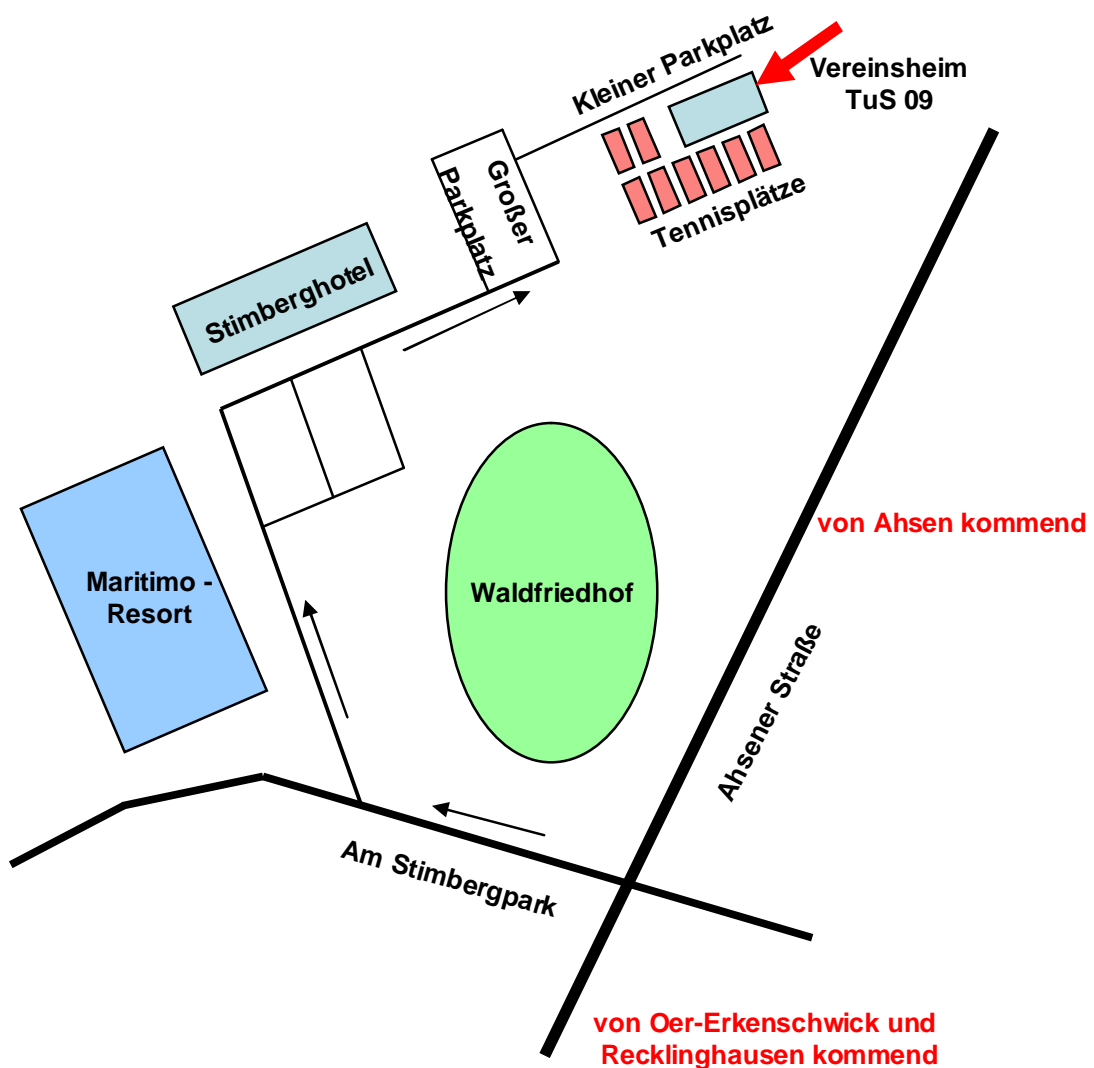 Kleiner Parkplatz
Vereinsheim
TuS 09
Großer
Parkplatz
Tennisplätze
Stimberghotel
von Ahsen kommend
Maritimo -
Resort
Waldfriedhof
Ahsener Straße
Am Stimbergpark
von Oer-Erkenschwick und
Recklinghausen kommend